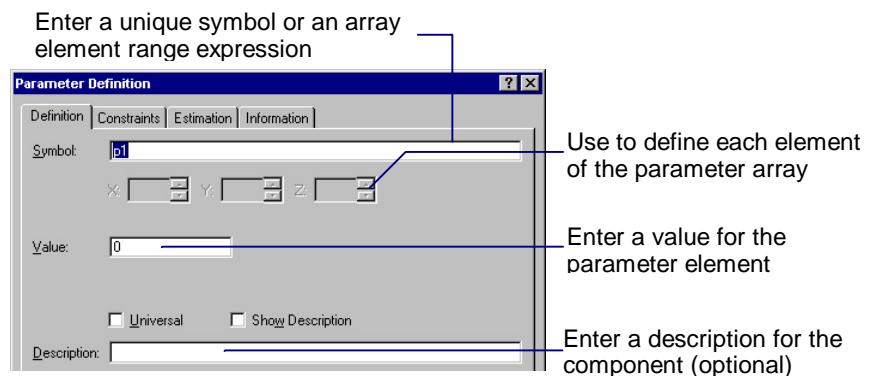 Enter a unique symbol or an array
element range expression
Parameter Definition
Definition Constraints Estimation Information
Symbol: p1
Use to define each element
of the parameter array
X: Y: Z:
Value: 0
Enter a value for the
parameter element
Universal Show Description
Description:
Enter a description for the
component (optional)